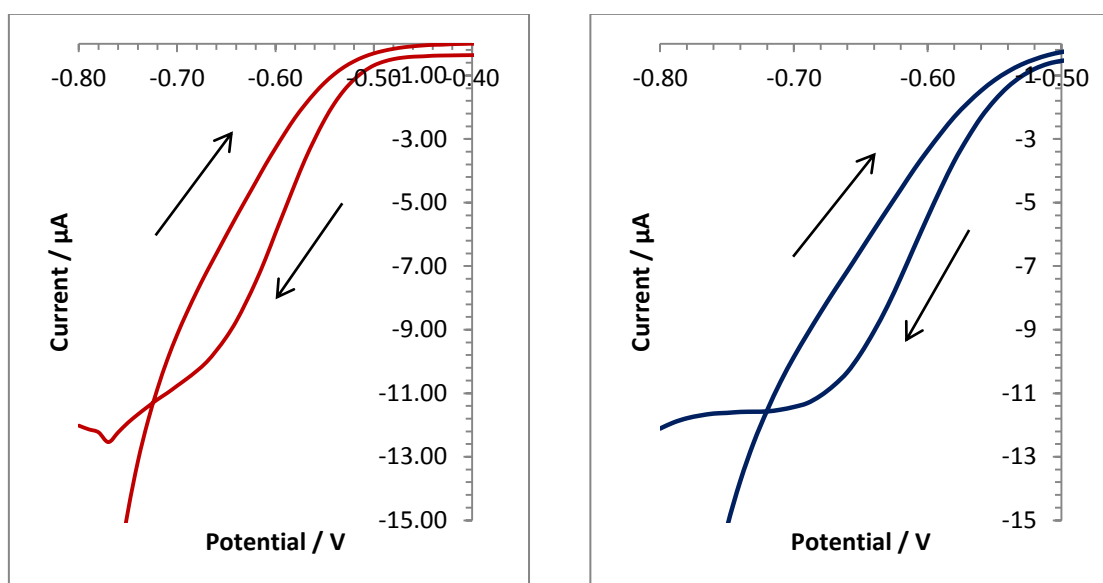 -0.80 -0.70 -0.60 -0.50 -0.40
-1.00
-3.00
-5.00
-7.00
-9.00
-11.00
-13.00
-15.00
Current / µA
Potential / V
-0.80 -0.70 -0.60 -0.50
-1
-3
-5
-7
-9
-11
-13
-15
Current / µA
Potential / V